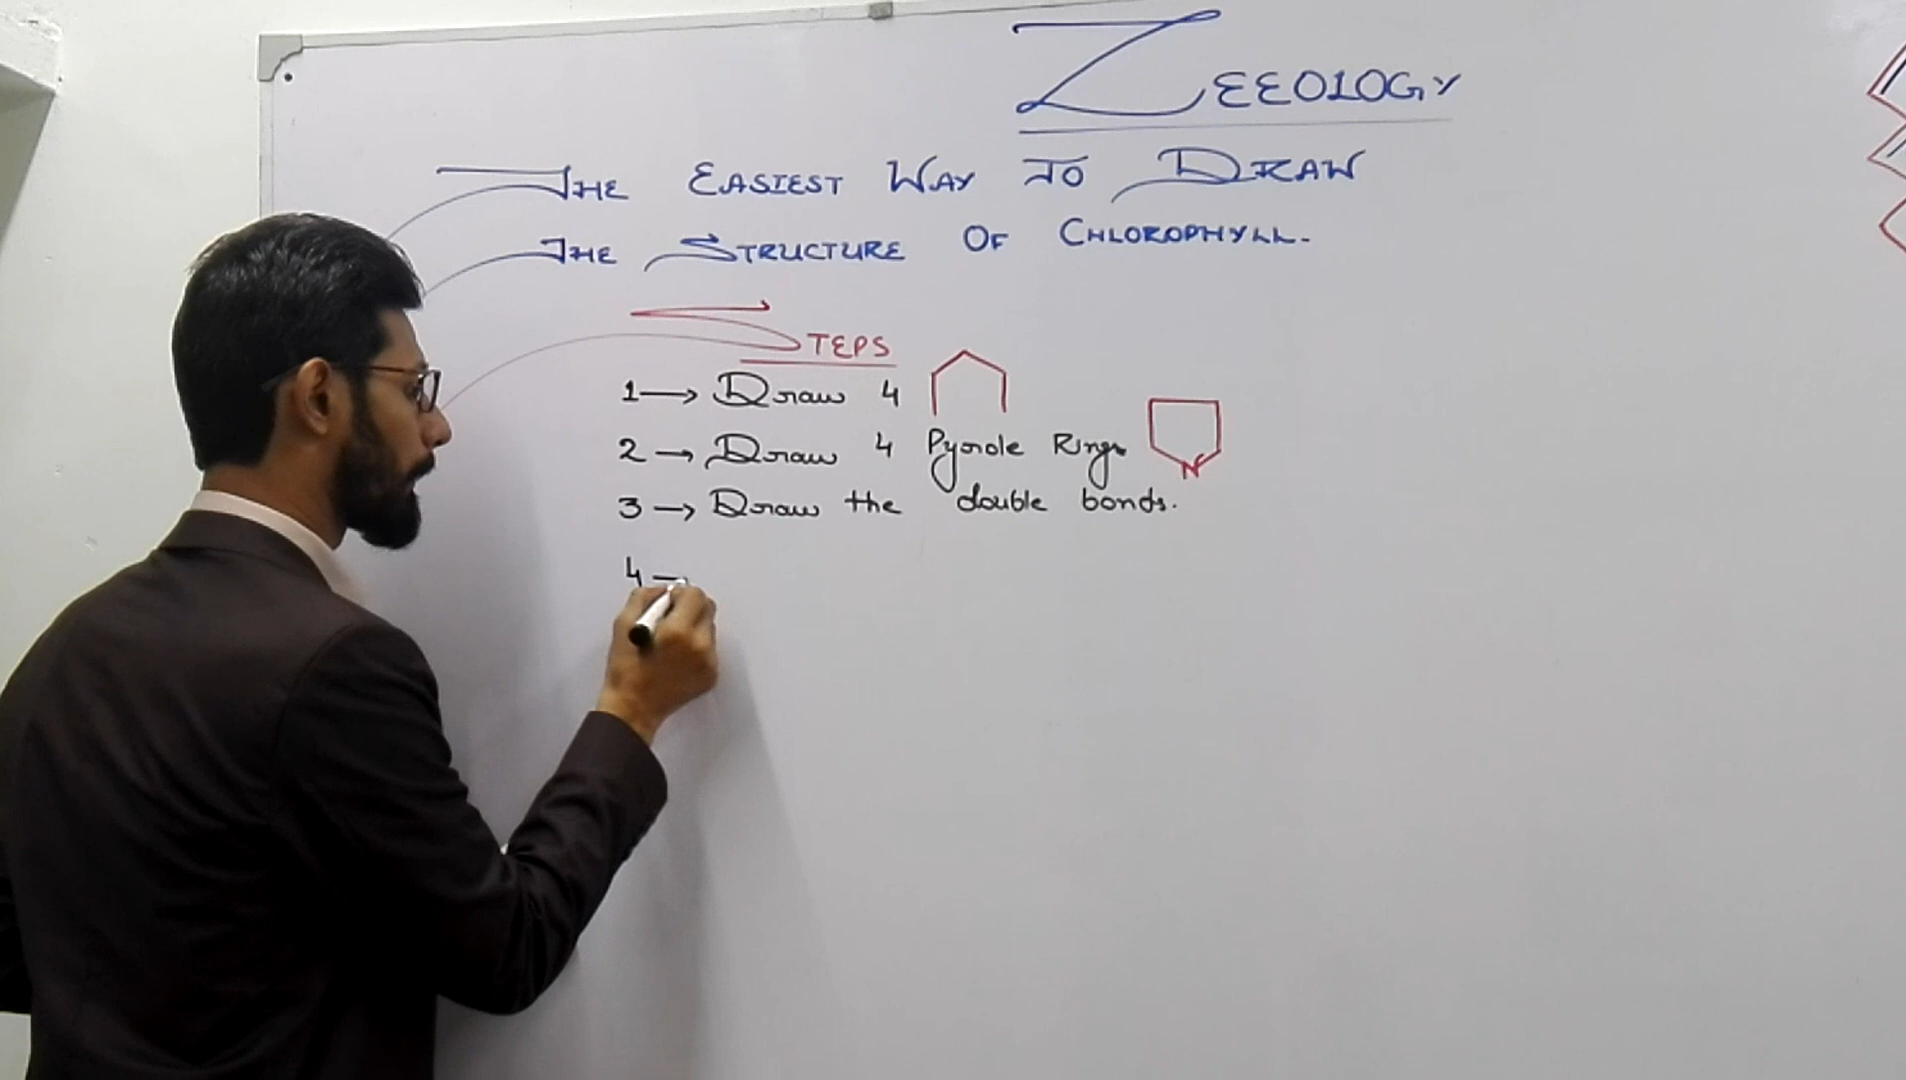 ZEEOLOGY
THE EASIEST WAY TO DRAW
THE STRUCTURE OF CHLOROPHYLL.
STEPS
1 → Draw 4
2 → Draw 4 Pyrrole Rings N
3 → Draw the double bonds.
4 →